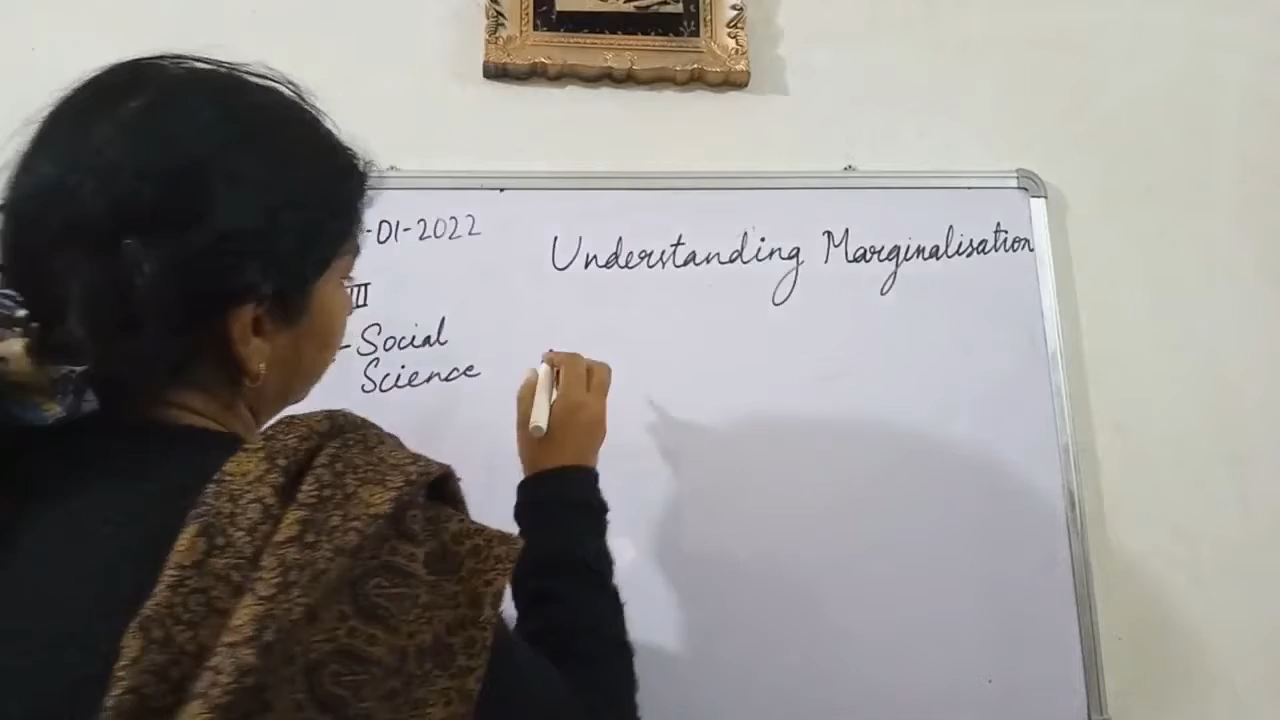 -01-2022
Understanding Marginalisation
III
- Social
Science